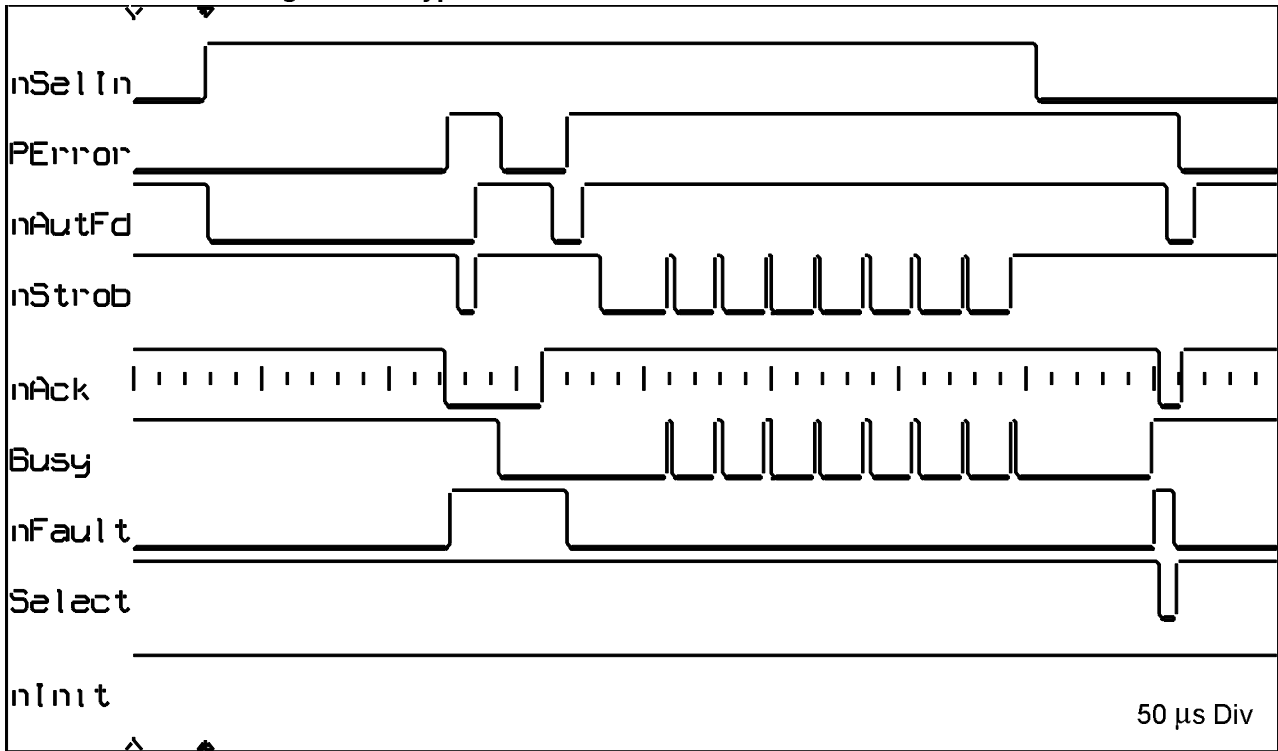 nSelIn
PError
nAutFd
nStrob
nAck
Busy
nFault
Select
nInit
50 µs Div